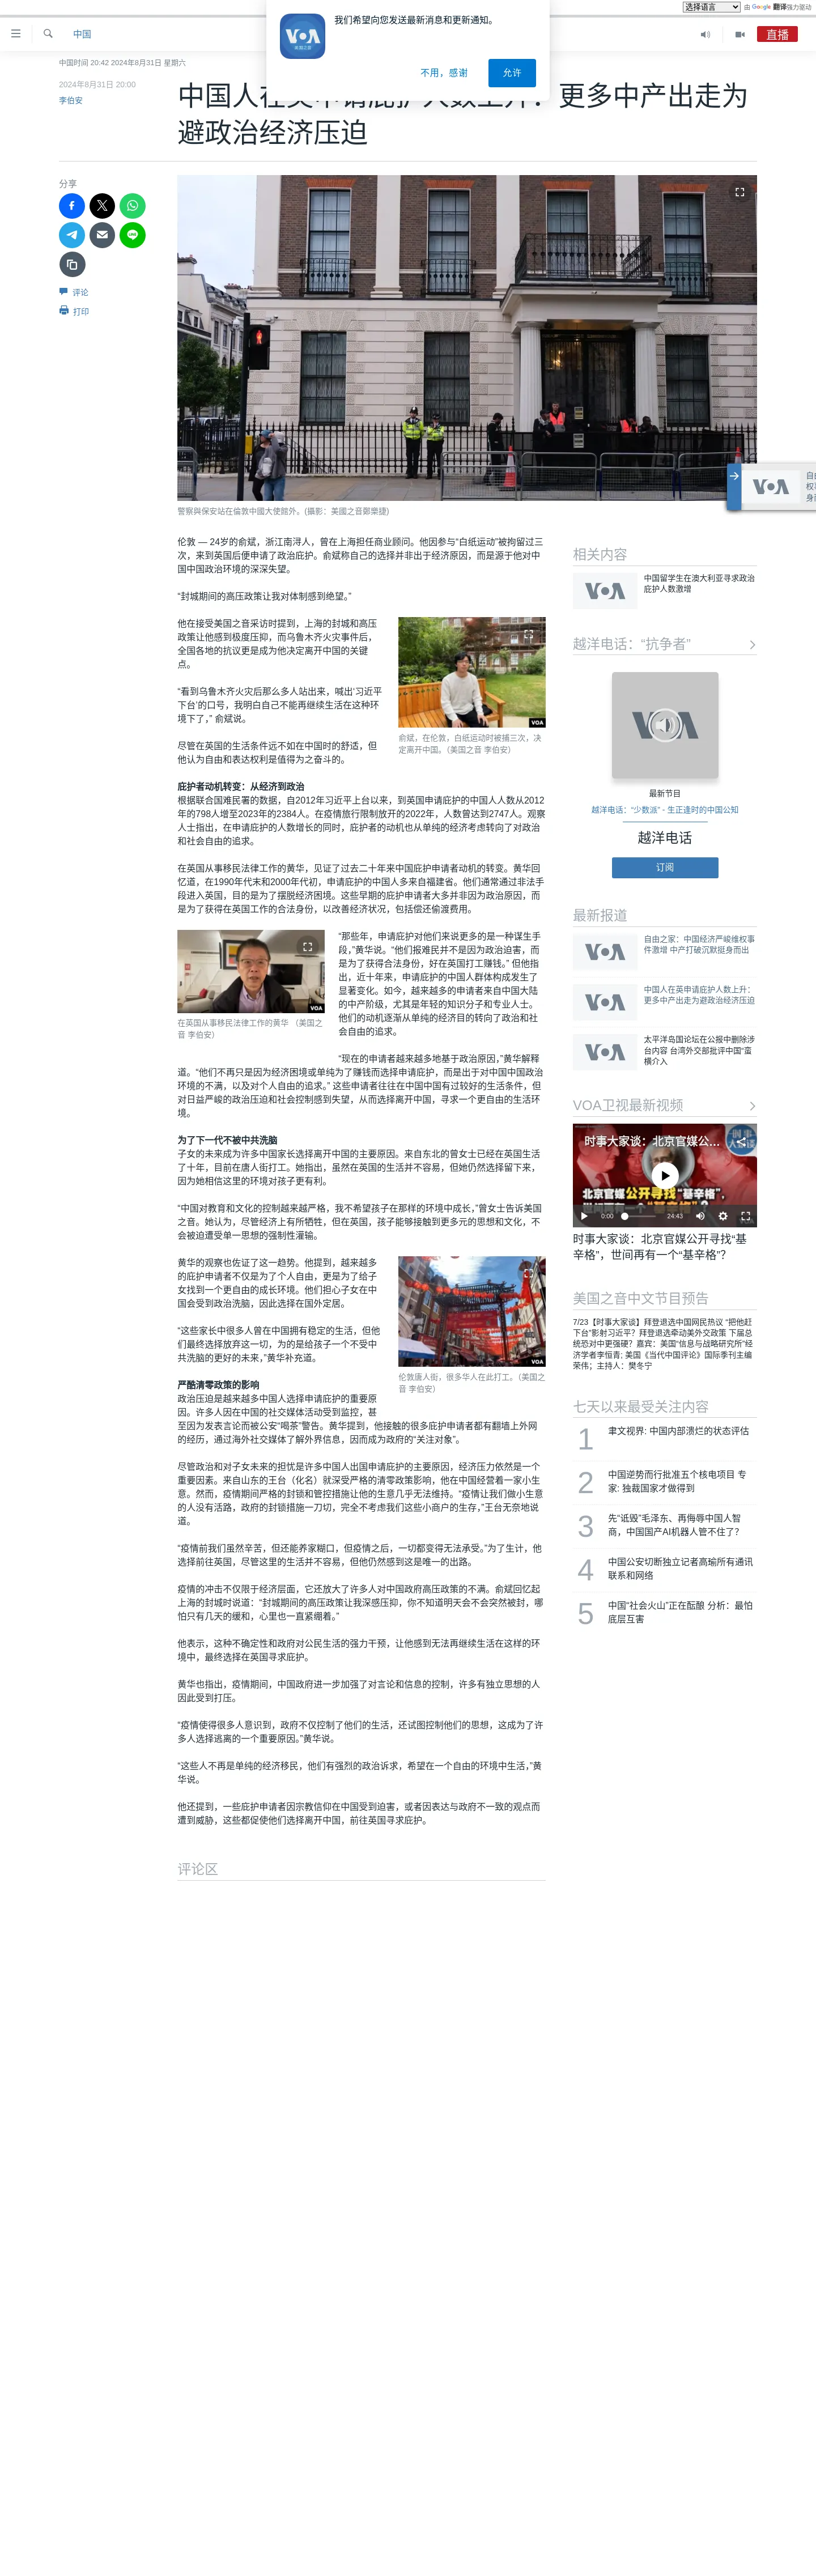 选择语言
由 Google 翻译强力驱动
我们希望向您发送最新消息和更新通知。
不用，感谢
允许
VOA
美国之音
中国
直播
中国时间 20:42 2024年8月31日 星期六
2024年8月31日 20:00
李伯安
更多中产出走为
避政治经济压迫
分享
评论
打印
警察與保安站在倫敦中國大使館外。(攝影：美國之音鄭樂捷)
伦敦 — 24岁的俞斌，浙江南浔人，曾在上海担任商业顾问。他因参与“白纸运动”被拘留过三
次，来到英国后便申请了政治庇护。俞斌称自己的选择并非出于经济原因，而是源于他对中
国中国政治环境的深深失望。
“封城期间的高压政策让我对体制感到绝望。”
他在接受美国之音采访时提到，上海的封城和高压
政策让他感到极度压抑，而乌鲁木齐火灾事件后，
全国各地的抗议更是成为他决定离开中国的关键
点。
“看到乌鲁木齐火灾后那么多人站出来，喊出‘习近平
下台’的口号，我明白自己不能再继续生活在这种环
境下了，” 俞斌说。
尽管在英国的生活条件远不如在中国时的舒适，但
他认为自由和表达权利是值得为之奋斗的。
VOA
俞斌，在伦敦，白纸运动时被捕三次，决
定离开中国。（美国之音 李伯安）
庇护者动机转变：从经济到政治
根据联合国难民署的数据，自2012年习近平上台以来，到英国申请庇护的中国人人数从2012
年的798人增至2023年的2384人。在疫情旅行限制放开的2022年，人数曾达到2747人。观察
人士指出，在申请庇护的人数增长的同时，庇护者的动机也从单纯的经济考虑转向了对政治
和社会自由的追求。
在英国从事移民法律工作的黄华，见证了过去二十年来中国庇护申请者动机的转变。黄华回
忆道，在1990年代末和2000年代初，申请庇护的中国人多来自福建省。他们通常通过非法手
段进入英国，目的是为了摆脱经济困境。这些早期的庇护申请者大多并非因为政治原因，而
是为了获得在英国工作的合法身份，以改善经济状况，包括偿还偷渡费用。
VOA
在英国从事移民法律工作的黄华 （美国之
音 李伯安）
“那些年，申请庇护对他们来说更多的是一种谋生手
段，”黄华说。“他们报难民并不是因为政治迫害，而
是为了获得合法身份，好在英国打工赚钱。” 但他指
出，近十年来，申请庇护的中国人群体构成发生了
显著变化。如今，越来越多的申请者来自中国大陆
的中产阶级，尤其是年轻的知识分子和专业人士。
他们的动机逐渐从单纯的经济目的转向了政治和社
会自由的追求。
“现在的申请者越来越多地基于政治原因，”黄华解释
道。“他们不再只是因为经济困境或单纯为了赚钱而选择申请庇护，而是出于对中国中国政治
环境的不满，以及对个人自由的追求。” 这些申请者往往在中国中国有过较好的生活条件，但
对日益严峻的政治压迫和社会控制感到失望，从而选择离开中国，寻求一个更自由的生活环
境。
为了下一代不被中共洗脑
子女的未来成为许多中国家长选择离开中国的主要原因。来自东北的曾女士已经在英国生活
了十年，目前在唐人街打工。她指出，虽然在英国的生活并不容易，但她仍然选择留下来，
因为她相信这里的环境对孩子更有利。
“中国对教育和文化的控制越来越严格，我不希望孩子在那样的环境中成长，”曾女士告诉美国
之音。她认为，尽管经济上有所牺牲，但在英国，孩子能够接触到更多元的思想和文化，不
会被迫遭受单一思想的强制性灌输。
黄华的观察也佐证了这一趋势。他提到，越来越多
的庇护申请者不仅是为了个人自由，更是为了给子
女找到一个更自由的成长环境。他们担心子女在中
国会受到政治洗脑，因此选择在国外定居。
“这些家长中很多人曾在中国拥有稳定的生活，但他
们最终选择放弃这一切，为的是给孩子一个不受中
共洗脑的更好的未来，”黄华补充道。
VOA
伦敦唐人街，很多华人在此打工。（美国之
音 李伯安）
严酷清零政策的影响
政治压迫是越来越多中国人选择申请庇护的重要原
因。许多人因在中国的社交媒体活动受到监控，甚
至因为发表言论而被公安“喝茶”警告。黄华提到，他接触的很多庇护申请者都有翻墙上外网
的经历，通过海外社交媒体了解外界信息，因而成为政府的“关注对象”。
尽管政治和对子女未来的担忧是许多中国人出国申请庇护的主要原因，经济压力依然是一个
重要因素。来自山东的王台（化名）就深受严格的清零政策影响，他在中国经营着一家小生
意。然而，疫情期间严格的封锁和管控措施让他的生意几乎无法维持。“疫情让我们做小生意
的人没有活路，政府的封锁措施一刀切，完全不考虑我们这些小商户的生存，”王台无奈地说
道。
“疫情前我们虽然辛苦，但还能养家糊口，但疫情之后，一切都变得无法承受。”为了生计，他
选择前往英国，尽管这里的生活并不容易，但他仍然感到这是唯一的出路。
疫情的冲击不仅限于经济层面，它还放大了许多人对中国政府高压政策的不满。俞斌回忆起
上海的封城时说道：“封城期间的高压政策让我深感压抑，你不知道明天会不会突然被封，哪
怕只有几天的缓和，心里也一直紧绷着。”
他表示，这种不确定性和政府对公民生活的强力干预，让他感到无法再继续生活在这样的环
境中，最终选择在英国寻求庇护。
黄华也指出，疫情期间，中国政府进一步加强了对言论和信息的控制，许多有独立思想的人
因此受到打压。
“疫情使得很多人意识到，政府不仅控制了他们的生活，还试图控制他们的思想，这成为了许
多人选择逃离的一个重要原因。”黄华说。
“这些人不再是单纯的经济移民，他们有强烈的政治诉求，希望在一个自由的环境中生活，”黄
华说。
他还提到，一些庇护申请者因宗教信仰在中国受到迫害，或者因表达与政府不一致的观点而
遭到威胁，这些都促使他们选择离开中国，前往英国寻求庇护。
评论区
VOA
相关内容
VOA
中国留学生在澳大利亚寻求政治
庇护人数激增
越洋电话：“抗争者”
最新节目
越洋电话：“少数派” - 生正逢时的中国公知
越洋电话
订阅
最新报道
VOA
自由之家：中国经济严峻维权事
件激增 中产打破沉默挺身而出
VOA
中国人在英申请庇护人数上升：
更多中产出走为避政治经济压迫
VOA
太平洋岛国论坛在公报中删除涉
台内容 台湾外交部批评中国“蛮
横介入
VOA卫视最新视频
时事大家谈：北京官媒公...
北京官媒公开寻找“基辛格”，
0:00
24:43
时事大家谈：北京官媒公开寻找“基
辛格”，世间再有一个“基辛格”？
美国之音中文节目预告
7/23【时事大家谈】拜登退选中国网民热议 “把他赶
下台”影射习近平？拜登退选牵动美外交政策 下届总
统恐对中更强硬？嘉宾：美国“信息与战略研究所”经
济学者李恒青; 美国《当代中国评论》国际季刊主编
荣伟；主持人：樊冬宁
七天以来最受关注内容
1
聿文视界: 中国内部溃烂的状态评估
2
中国逆势而行批准五个核电项目 专
家: 独裁国家才做得到
3
先“诋毁”毛泽东、再侮辱中国人智
商，中国国产AI机器人管不住了？
4
中国公安切断独立记者高瑜所有通讯
联系和网络
5
中国“社会火山”正在酝酿 分析：最怕
底层互害